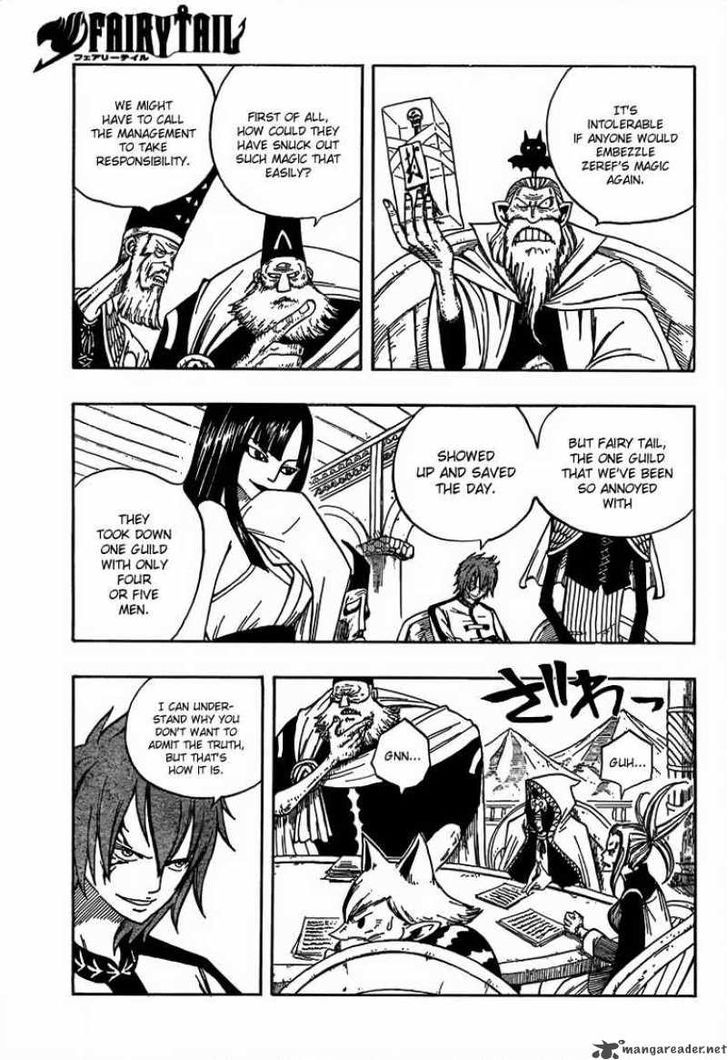 FAIRY TAIL
フェアリーテイル
IT'S
INTOLERABLE
IF ANYONE WOULD
EMBEZZLE
ZEREF'S MAGIC
AGAIN.
FIRST OF ALL,
HOW COULD THEY
HAVE SNUCK OUT
SUCH MAGIC THAT
EASILY?
WE MIGHT
HAVE TO CALL
THE MANAGEMENT
TO TAKE
RESPONSIBILITY.
BUT FAIRY TAIL,
THE ONE GUILD
THAT WE'VE BEEN
SO ANNOYED
WITH
SHOWED
UP AND SAVED
THE DAY.
THEY
TOOK DOWN
ONE GUILD
WITH ONLY
FOUR
OR FIVE
MEN.
ざわっ
GUH...
GNN...
I CAN UNDER-
STAND WHY YOU
DON'T WANT TO
ADMIT THE TRUTH,
BUT THAT'S
HOW IT IS.
mangareader.net